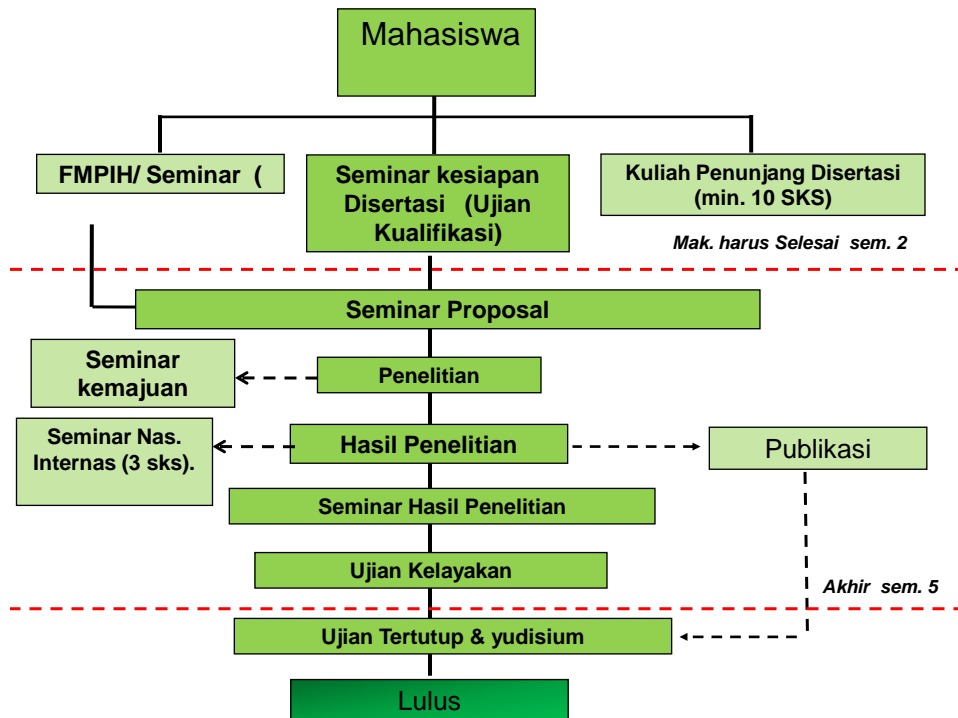 Mahasiswa
FMPIH/ Seminar (
Seminar kesiapan
Disertasi (Ujian
Kualifikasi)
Kuliah Penunjang Disertasi
(min. 10 SKS)
Mak. harus Selesai sem. 2
Seminar Proposal
Seminar
kemajuan
Penelitian
Seminar Nas.
Internas (3 sks).
Hasil Penelitian
Publikasi
Seminar Hasil Penelitian
Ujian Kelayakan
Akhir sem. 5
Ujian Tertutup & yudisium
Lulus